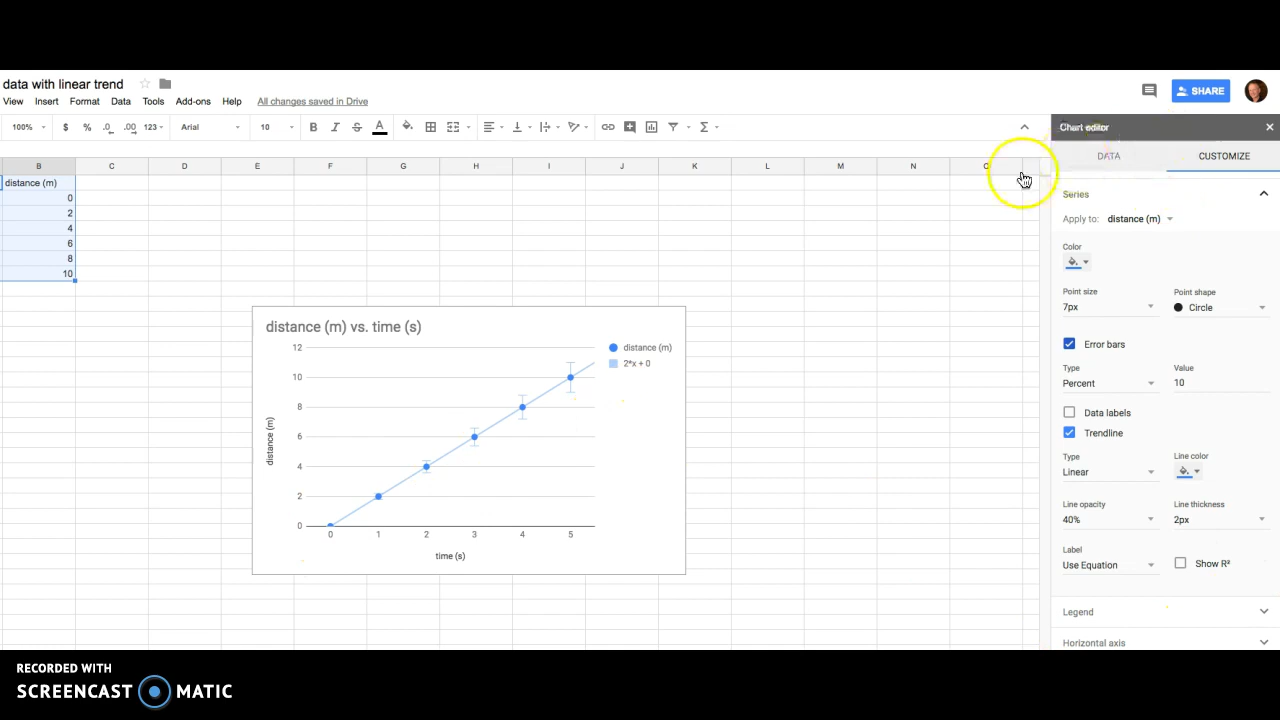 data with linear trend
View Insert Format Data Tools Add-ons Help All changes saved in Drive
SHARE
100% $ % .0 .00 123 Arial 10 B I S A Σ
Chart editor
DATA CUSTOMIZE
B C D E F G H I J K L M N
distance (m)
0
2
4
6
8
10
distance (m) vs. time (s)
12
10
8
6
4
2
0
distance (m)
0 1 2 3 4 5
time (s)
distance (m)
2*x + 0
Series
Apply to: distance (m)
Color
Point size Point shape
7px Circle
Error bars
Type Value
Percent 10
Data labels
Trendline
Type Line color
Linear
Line opacity Line thickness
40% 2px
Label
Use Equation Show R²
Legend
Horizontal axis
RECORDED WITH
SCREENCAST MATIC